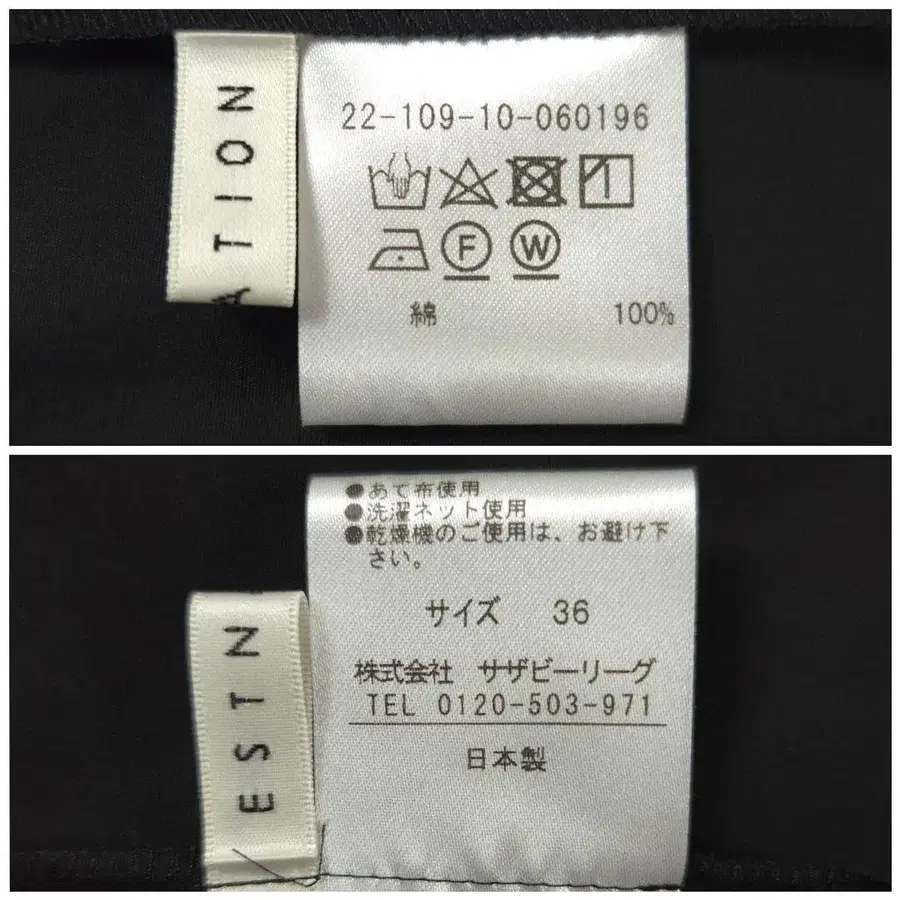 ATION
22-109-10-060196
F W
綿 100%
●あて布使用
●洗濯ネット使用
●乾燥機のご使用は、お避け下
さい。
サイズ 36
株式会社 サザビーリーグ
TEL 0120-503-971
日本製
ESTN